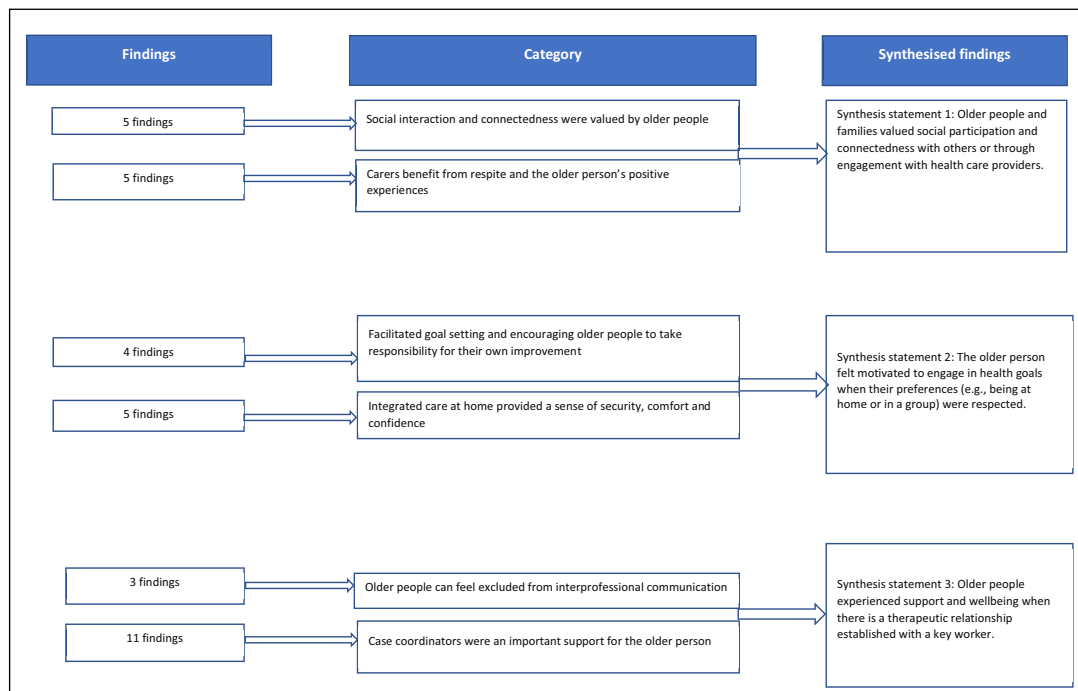 Findings
Category
Synthesised findings
5 findings
Social interaction and connectedness were valued by older people
5 findings
Carers benefit from respite and the older person's positive
experiences
Synthesis statement 1: Older people and
families valued social participation and
connectedness with others or through
engagement with health care providers.
4 findings
Facilitated goal setting and encouraging older people to take
responsibility for their own improvement
5 findings
Integrated care at home provided a sense of security, comfort and
confidence
Synthesis statement 2: The older person
felt motivated to engage in health goals
when their preferences (e.g., being at
home or in a group) were respected.
3 findings
Older people can feel excluded from interprofessional communication
11 findings
Case coordinators were an important support for the older person
Synthesis statement 3: Older people
experienced support and wellbeing when
there is a therapeutic relationship
established with a key worker.